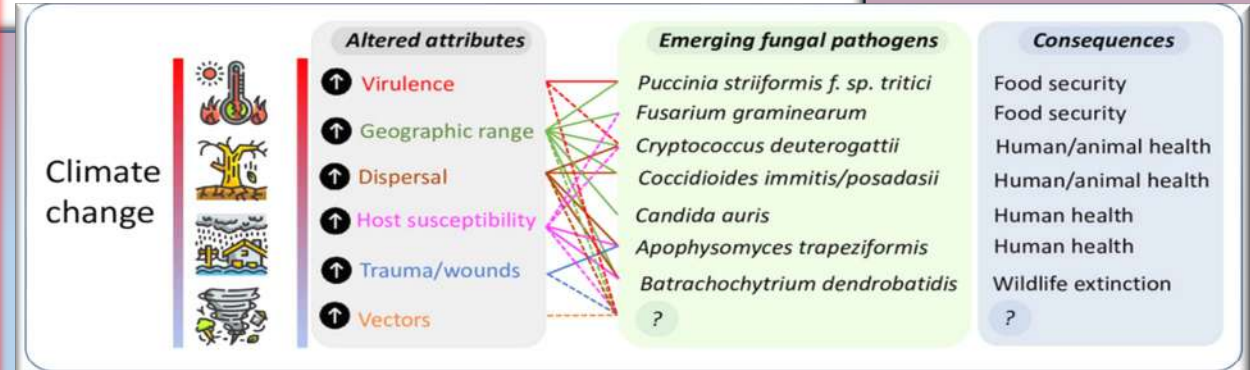 Climate
change
Altered attributes
Virulence
Geographic range
Dispersal
Host susceptibility
Trauma/wounds
Vectors
Emerging fungal pathogens
Puccinia striiformis f. sp. tritici
Fusarium graminearum
Cryptococcus deuterogattii
Coccidioides immitis/posadasii
Candida auris
Apophysomyces trapeziformis
Batrachochytrium dendrobatidis
?
Consequences
Food security
Food security
Human/animal health
Human/animal health
Human health
Human health
Wildlife extinction
?